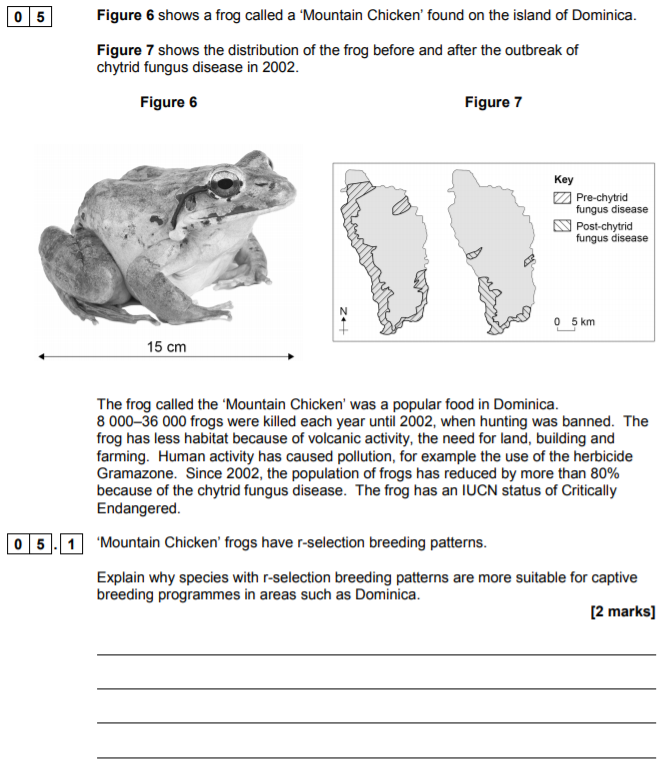 0 5 Figure 6 shows a frog called a ‘Mountain Chicken’ found on the island of Dominica.
Figure 7 shows the distribution of the frog before and after the outbreak of
chytrid fungus disease in 2002.
Figure 6
Figure 7
15 cm
Key
Pre-chytrid
fungus disease
Post-chytrid
fungus disease
N
0 5 km
The frog called the ‘Mountain Chicken’ was a popular food in Dominica.
8 000–36 000 frogs were killed each year until 2002, when hunting was banned. The
frog has less habitat because of volcanic activity, the need for land, building and
farming. Human activity has caused pollution, for example the use of the herbicide
Gramazone. Since 2002, the population of frogs has reduced by more than 80%
because of the chytrid fungus disease. The frog has an IUCN status of Critically
Endangered.
0 5 . 1 ‘Mountain Chicken’ frogs have r-selection breeding patterns.
Explain why species with r-selection breeding patterns are more suitable for captive
breeding programmes in areas such as Dominica.
[2 marks]